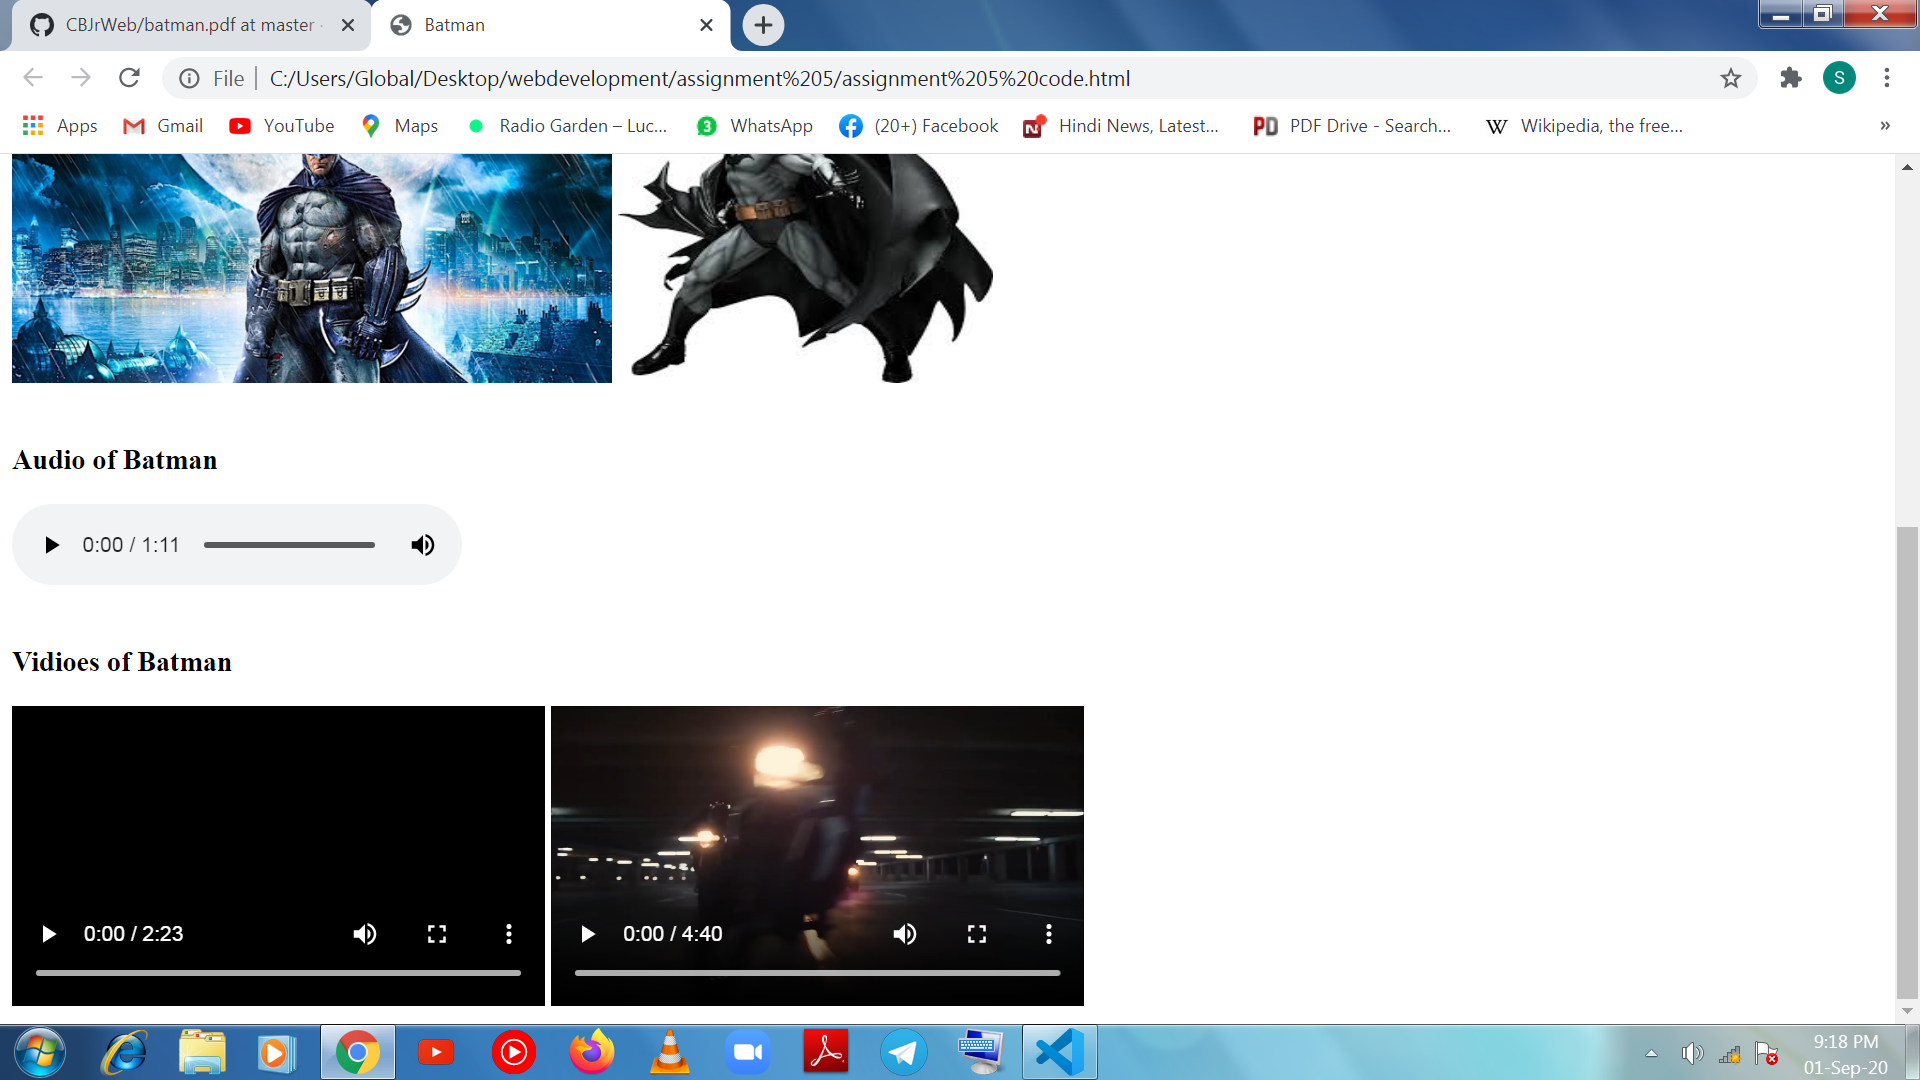 CBJrWeb/batman.pdf at master
Batman
File
C:/Users/Global/Desktop/webdevelopment/assignment%205/assignment%205%20code.html
S
Apps
Gmail
YouTube
Maps
Radio Garden – Luc...
3
WhatsApp
(20+) Facebook
N
Hindi News, Latest...
PD
PDF Drive - Search...
W
Wikipedia, the free...
»
Audio of Batman
0:00 / 1:11
Vidioes of Batman
0:00 / 2:23
0:00 / 4:40
9:18 PM
01-Sep-20